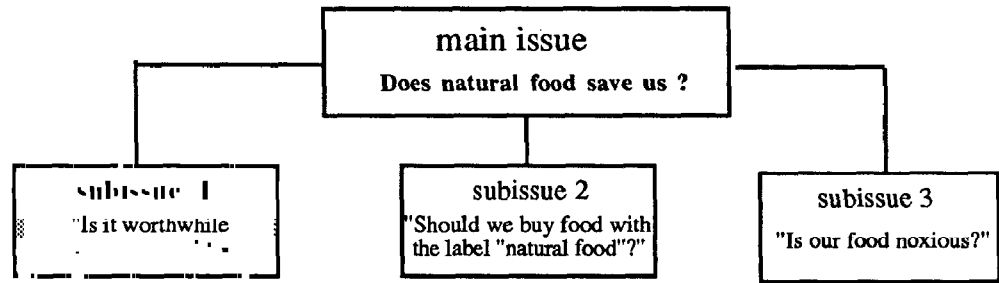 main issue
Does natural food save us ?
subissue 1
"Is it worthwhile
subissue 2
"Should we buy food with
the label "natural food"?"
subissue 3
"Is our food noxious?"